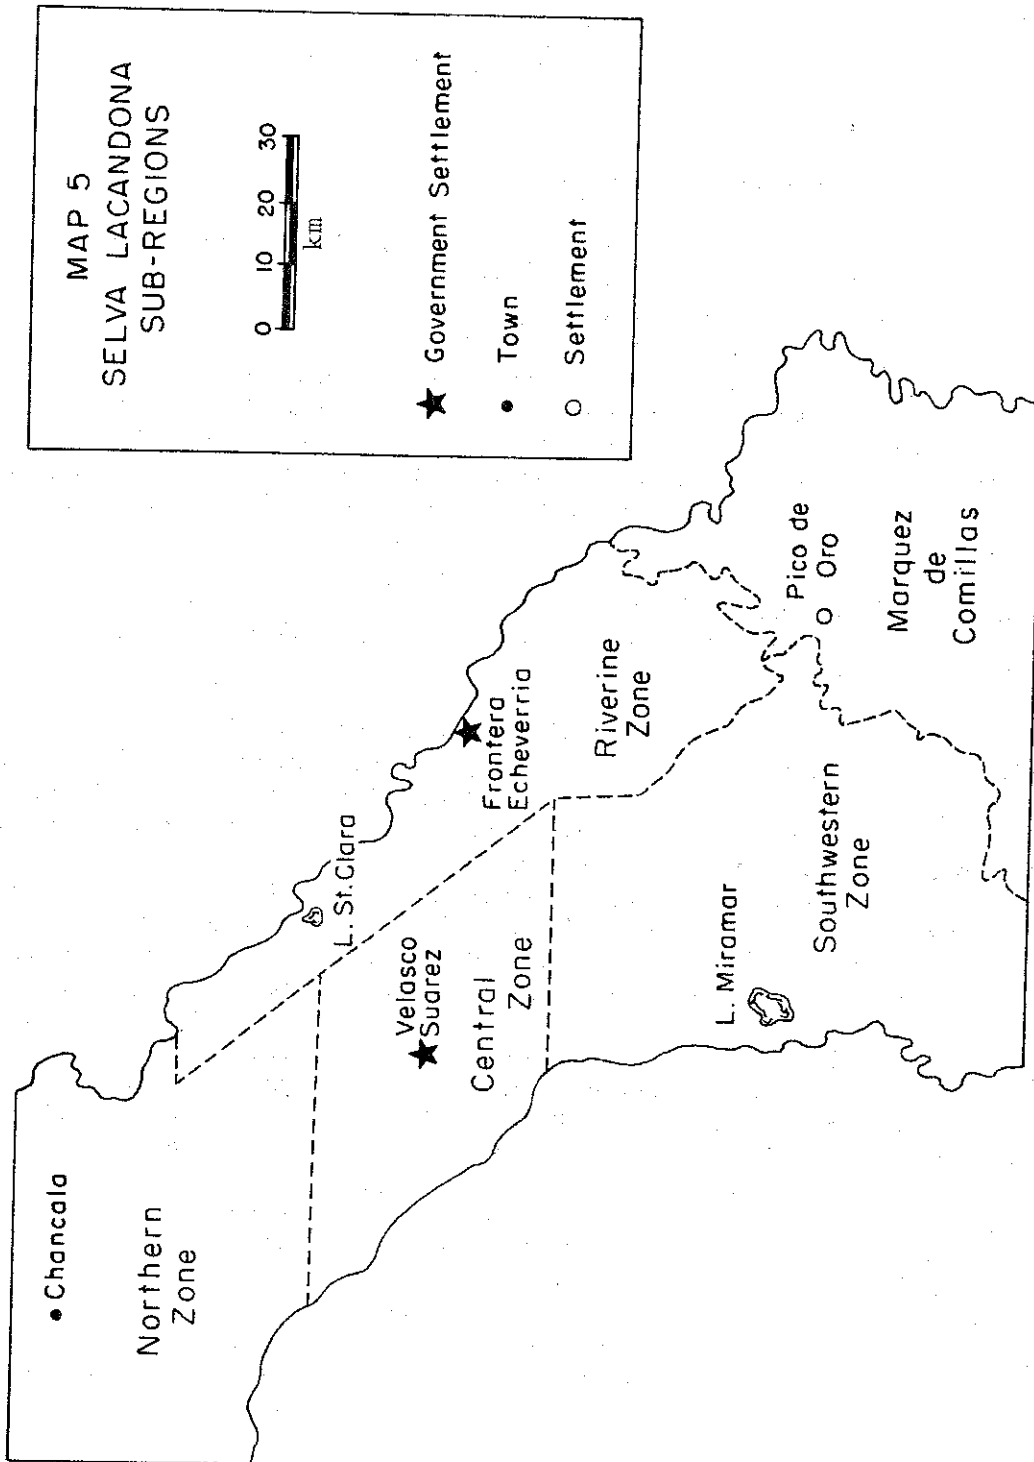 MAP 5
SELVA LACANDONA
SUB-REGIONS
0 10 20 30
km
Government Settlement
Town
Settlement
Chancala
Northern
Zone
L. St. Clara
Velasco
Suarez
Central
Zone
Frontera
Echeverria
Riverine
Zone
L. Miramar
Southwestern
Zone
Pico de
Oro
Marquez
de
Comillas